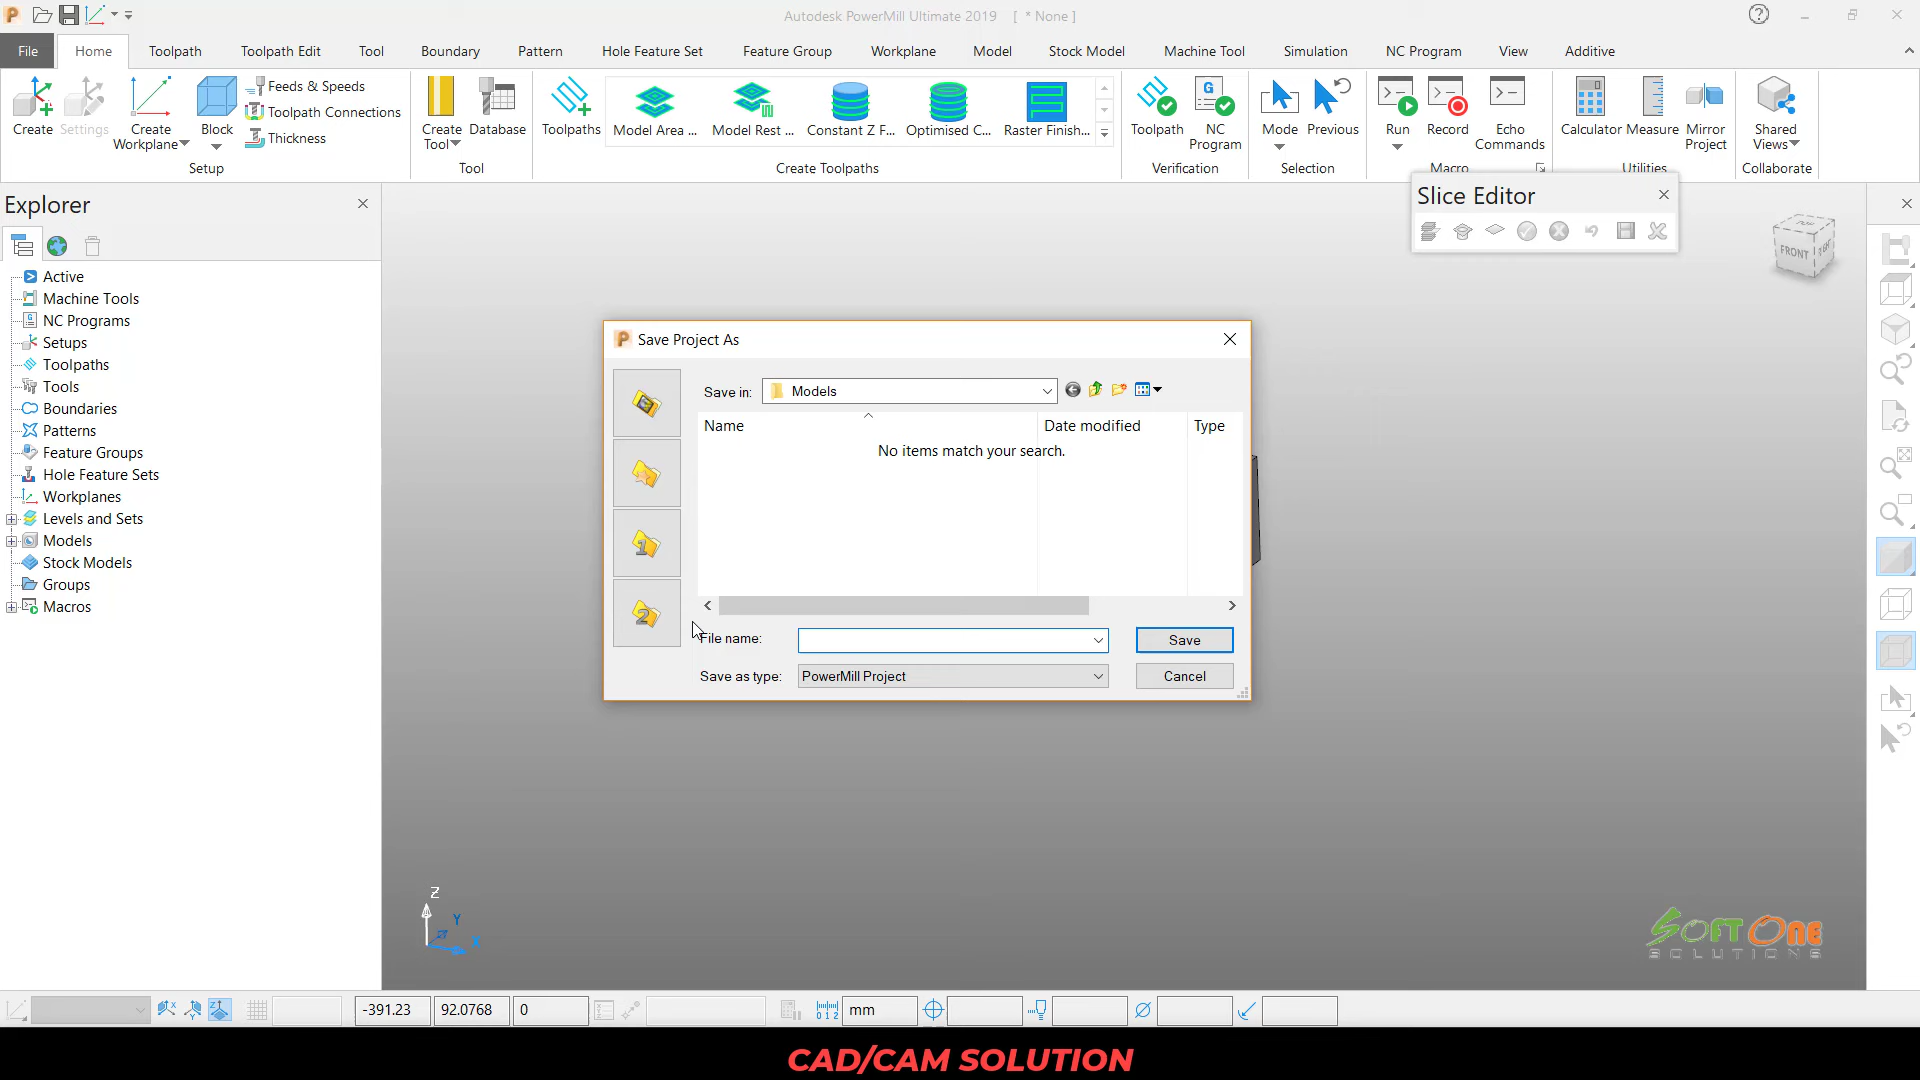 Autodesk PowerMill Ultimate 2019 [ * None ]
File Home Toolpath Toolpath Edit Tool Boundary Pattern Hole Feature Set Feature Group Workplane Model Stock Model Machine Tool Simulation NC Program View Additive
Create
Settings
Create Workplane
Block
Feeds & Speeds
Toolpath Connections
Thickness
Setup
Create Tool
Database
Tool
Toolpaths
Model Area ...
Model Rest ...
Constant Z F...
Optimised C...
Raster Finish...
Create Toolpaths
Toolpath
NC Program
Verification
Mode
Previous
Selection
Run
Record
Echo Commands
Macro
Calculator
Measure
Mirror Project
Utilities
Shared Views
Collaborate
Slice Editor
Explorer
Active
Machine Tools
NC Programs
Setups
Toolpaths
Tools
Boundaries
Patterns
Feature Groups
Hole Feature Sets
Workplanes
Levels and Sets
Models
Stock Models
Groups
Macros
FRONT
Save Project As
Save in: Models
Name Date modified Type
No items match your search.
1
2
File name:
Save
Save as type: PowerMill Project
Cancel
Z
Y
X
SOFTONE
SOLUTIONS
-391.23 92.0768 0 mm
CAD/CAM SOLUTION